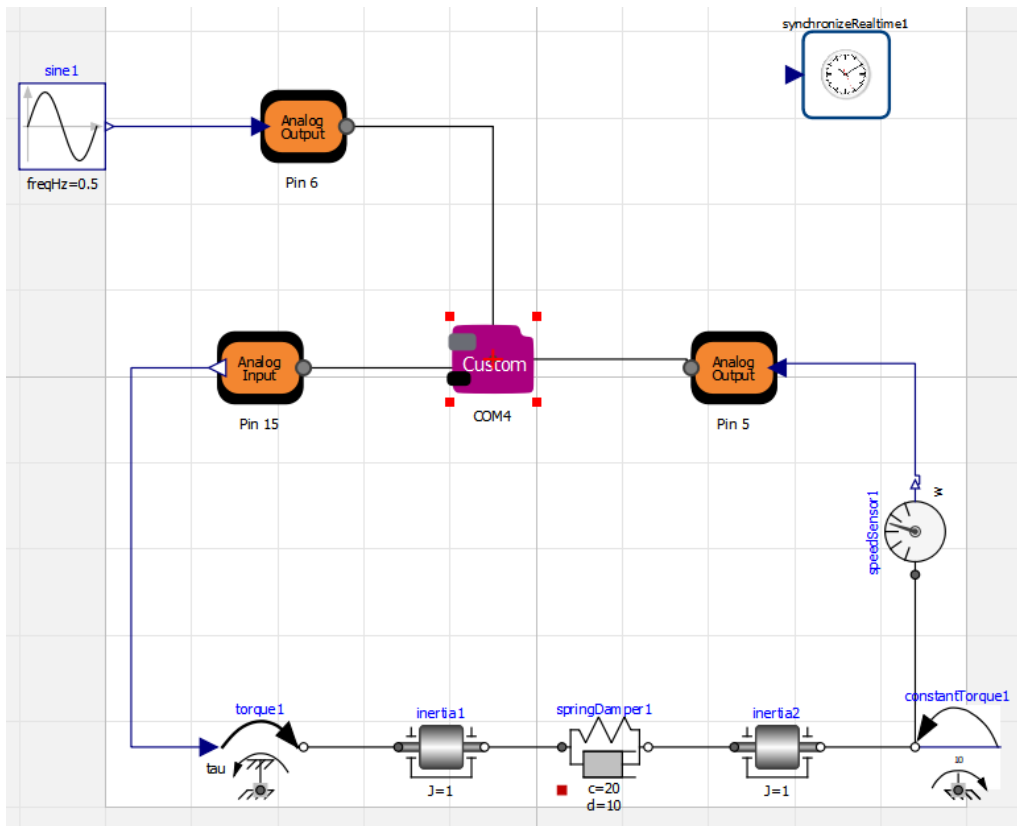 synchronizeRealtime1
sine1
Analog
Output
freqHz=0.5
Pin 6
Analog
Input
Custom
Analog
Output
Pin 15
COM4
Pin 5
w
speedSensor1
constantTorque1
torque1
inertia1
springDamper1
inertia2
tau
10
J=1
c=20
d=10
J=1